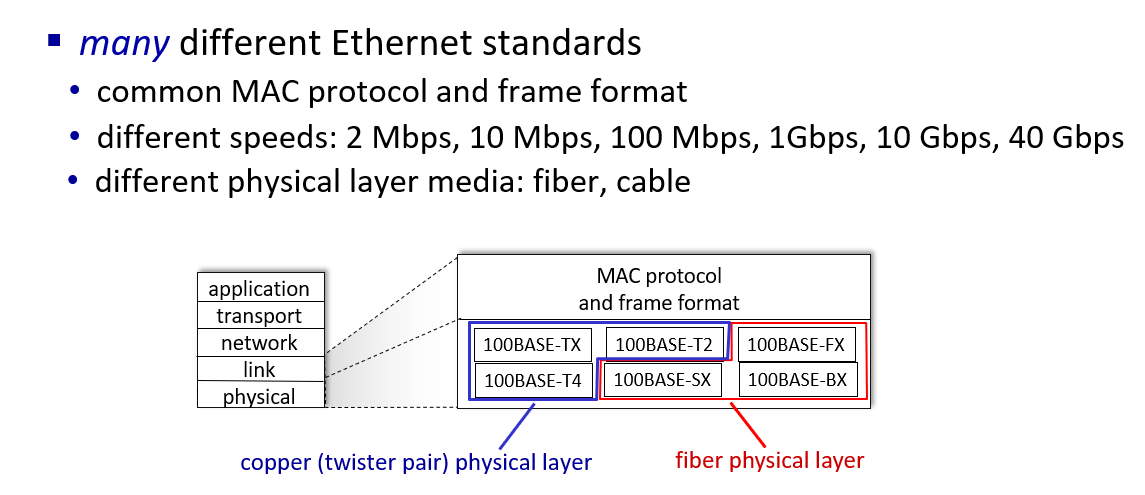 many different Ethernet standards
common MAC protocol and frame format
different speeds: 2 Mbps, 10 Mbps, 100 Mbps, 1Gbps, 10 Gbps, 40 Gbps
different physical layer media: fiber, cable
application
transport
network
link
physical
MAC protocol
and frame format
100BASE-TX 100BASE-T2 100BASE-FX
100BASE-T4 100BASE-SX 100BASE-BX
copper (twister pair) physical layer
fiber physical layer